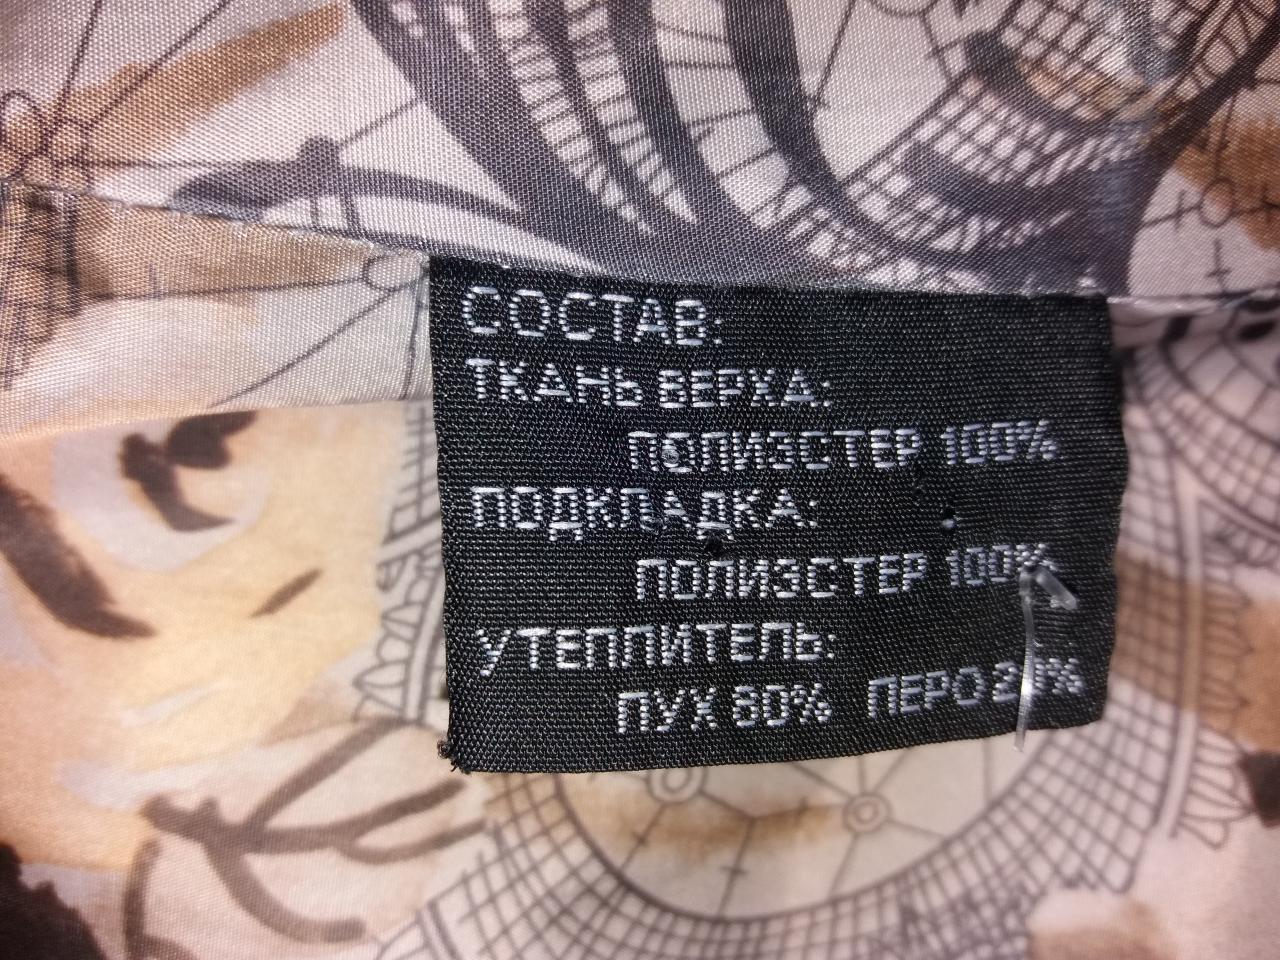 СОСТАВ:
ТКАНЬ ВЕРХА:
ПОЛИЭСТЕР 100%
ПОДКЛАДКА:
ПОЛИЭСТЕР 100%
УТЕПЛИТЕЛЬ:
ПУХ 80% ПЕРО 20%